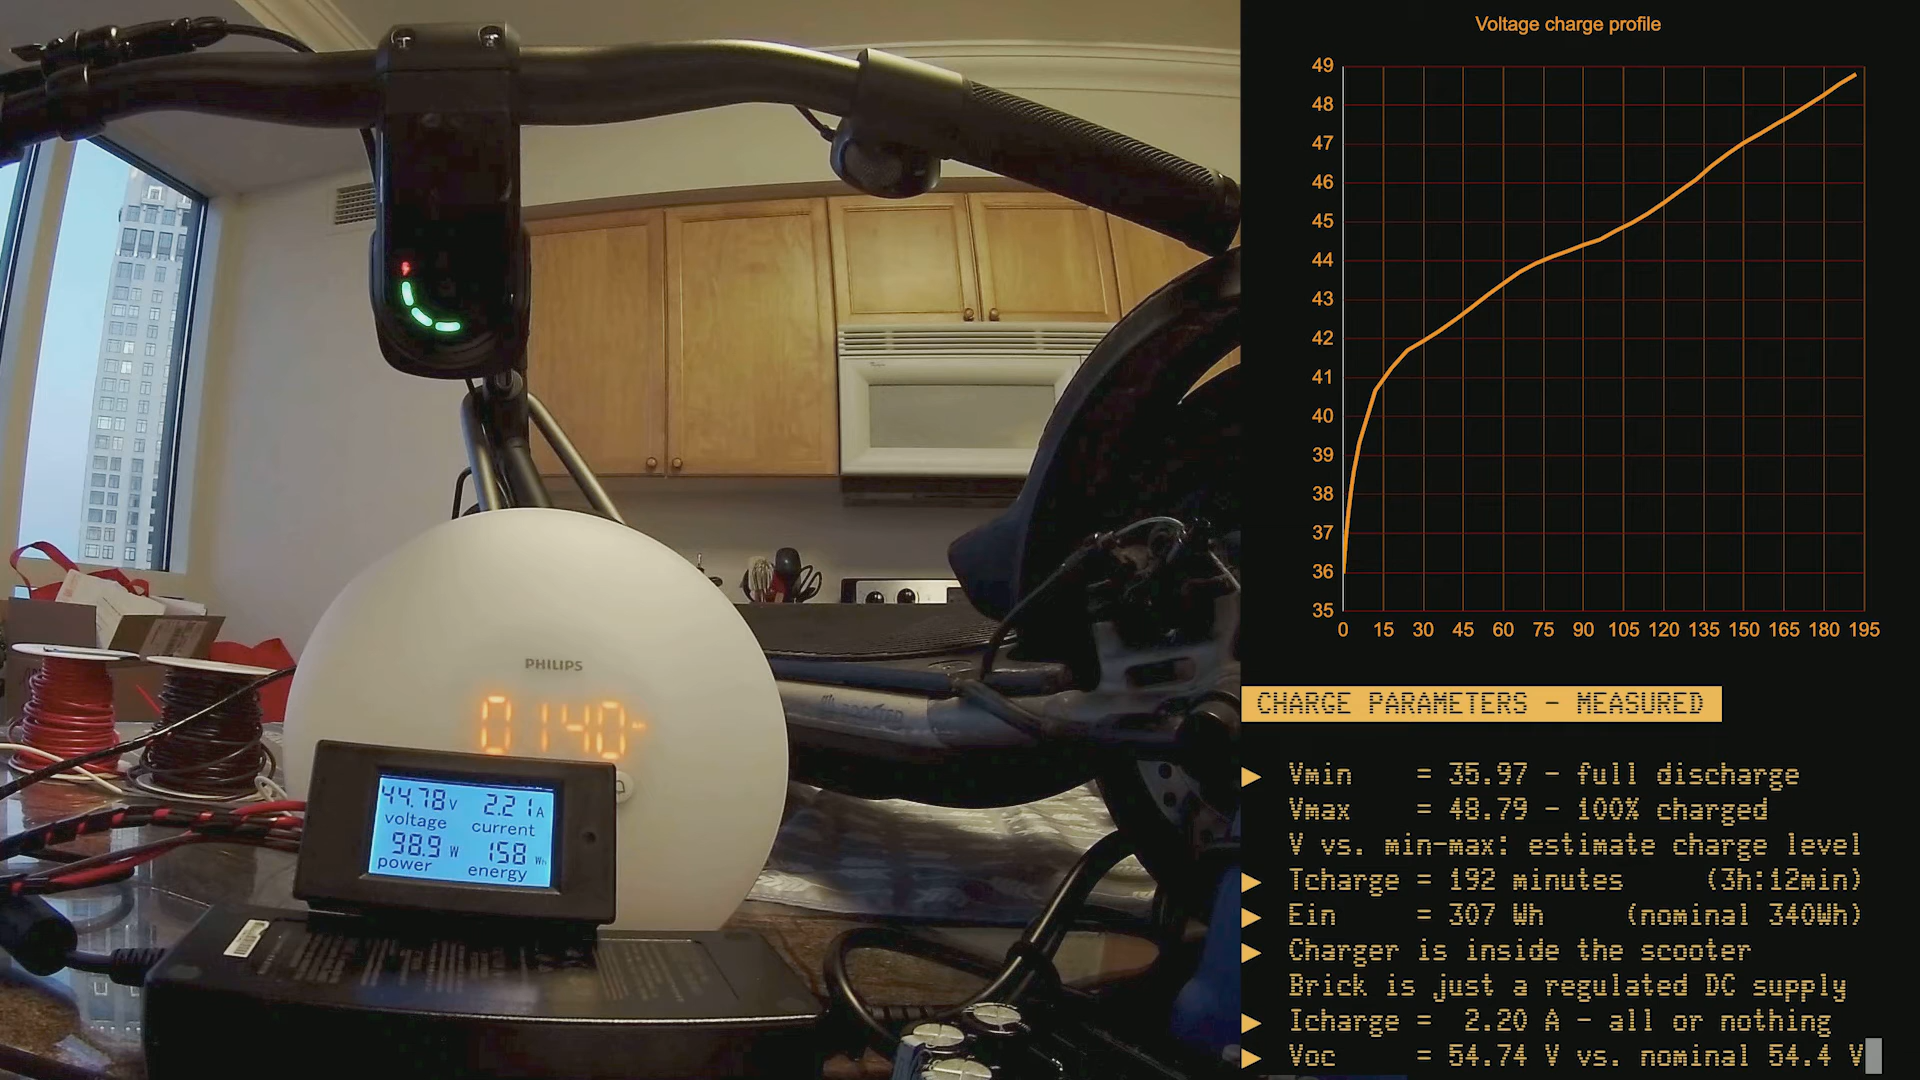 Voltage charge profile
49
48
47
46
45
44
43
42
41
40
39
38
37
36
35
0 15 30 45 60 75 90 105 120 135 150 165 180 195
PHILIPS
0140
44.78 V 2.21 A
voltage current
98.9 W 158 Wh
power energy
CHARGE PARAMETERS - MEASURED
Vmin = 35.97 - full discharge
Vmax = 48.79 - 100% charged
V vs. min-max: estimate charge level
Tcharge = 192 minutes (3h:12min)
Ein = 307 Wh (nominal 340Wh)
Charger is inside the scooter
Brick is just a regulated DC supply
Icharge = 2.20 A - all or nothing
Voc = 54.74 V vs. nominal 54.4 V